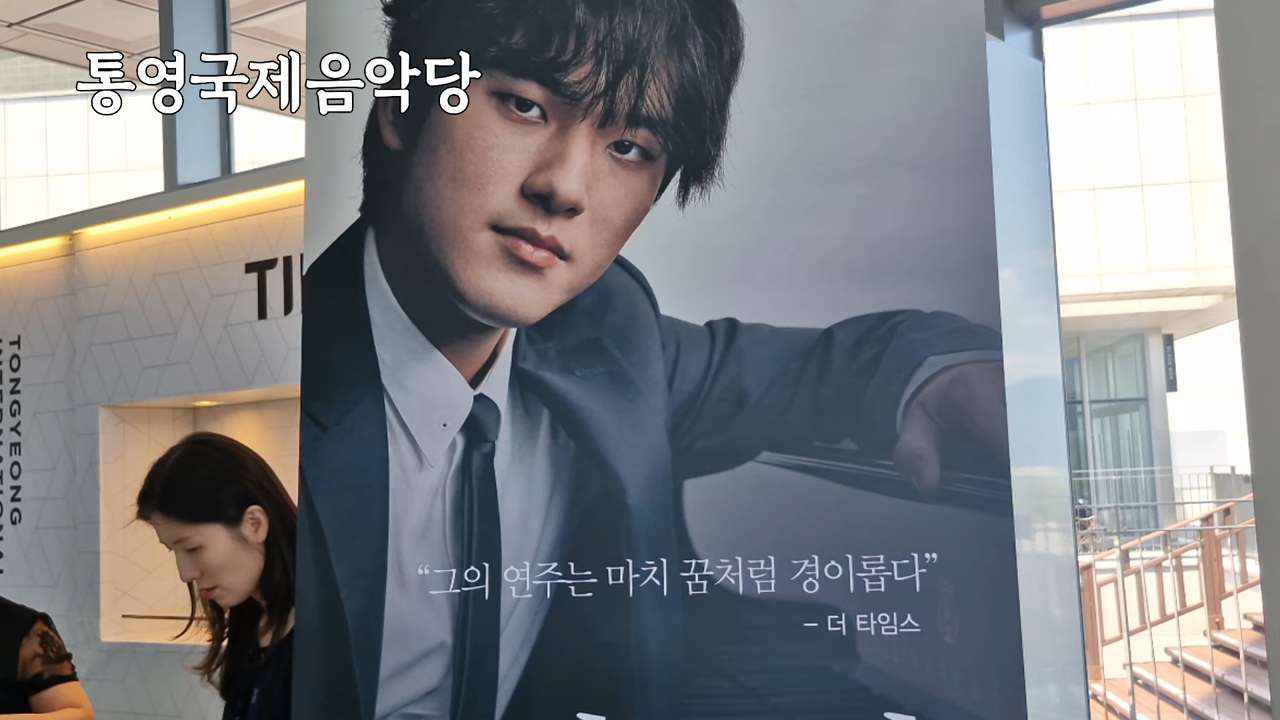 통영국제음악당
TONGYEONG
INTERNATIONAL
“그의 연주는 마치 꿈처럼 경이롭다”
– 더 타임스